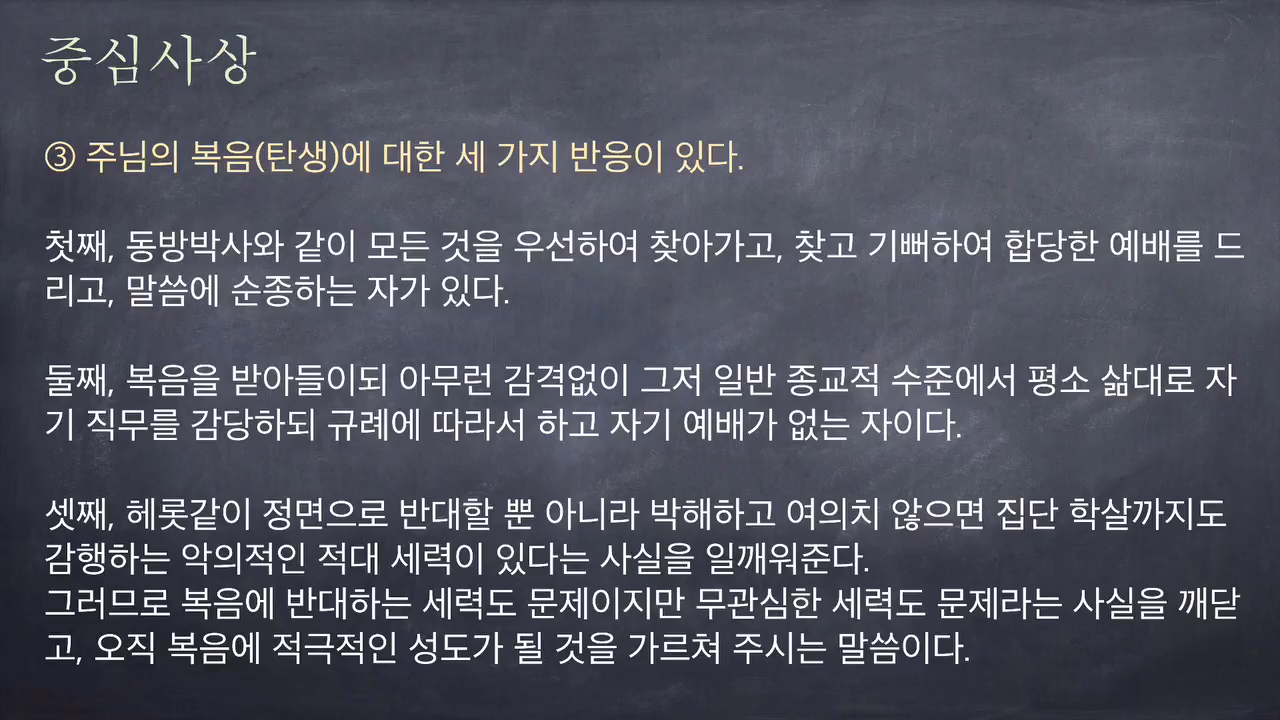 중심사상
③ 주님의 복음(탄생)에 대한 세 가지 반응이 있다.
첫째, 동방박사와 같이 모든 것을 우선하여 찾아가고, 찾고 기뻐하여 합당한 예배를 드
리고, 말씀에 순종하는 자가 있다.
둘째, 복음을 받아들이되 아무런 감격없이 그저 일반 종교적 수준에서 평소 삶대로 자
기 직무를 감당하되 규례에 따라서 하고 자기 예배가 없는 자이다.
셋째, 헤롯같이 정면으로 반대할 뿐 아니라 박해하고 여의치 않으면 집단 학살까지도
감행하는 악의적인 적대 세력이 있다는 사실을 일깨워준다.
그러므로 복음에 반대하는 세력도 문제이지만 무관심한 세력도 문제라는 사실을 깨닫
고, 오직 복음에 적극적인 성도가 될 것을 가르쳐 주시는 말씀이다.